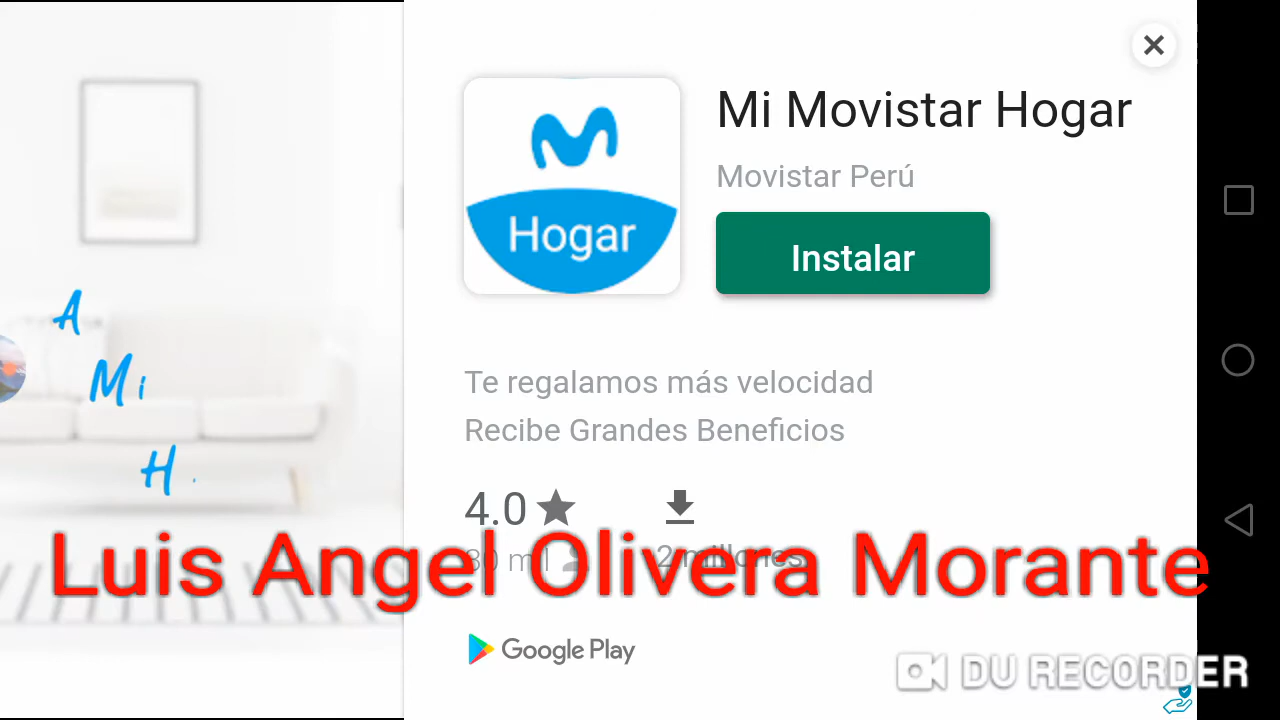 Mi Movistar Hogar
Movistar Perú
Hogar
Instalar
A
Mi
H.
Te regalamos más velocidad
Recibe Grandes Beneficios
4.0
80 mil
2 millones
Luis Angel Olivera Morante
Google Play
DU RECORDER